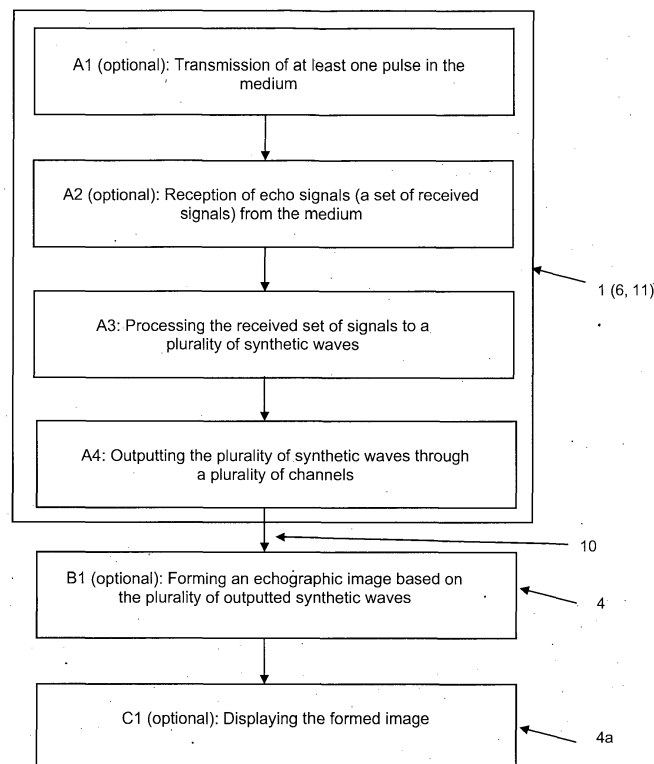 A1 (optional): Transmission of at least one pulse in the
medium
A2 (optional): Reception of echo signals (a set of received
signals) from the medium
1 (6, 11)
A3: Processing the received set of signals to a
plurality of synthetic waves
A4: Outputting the plurality of synthetic waves through
a plurality of channels
10
B1 (optional): Forming an echographic image based on
the plurality of outputted synthetic waves
4
C1 (optional): Displaying the formed image
4a